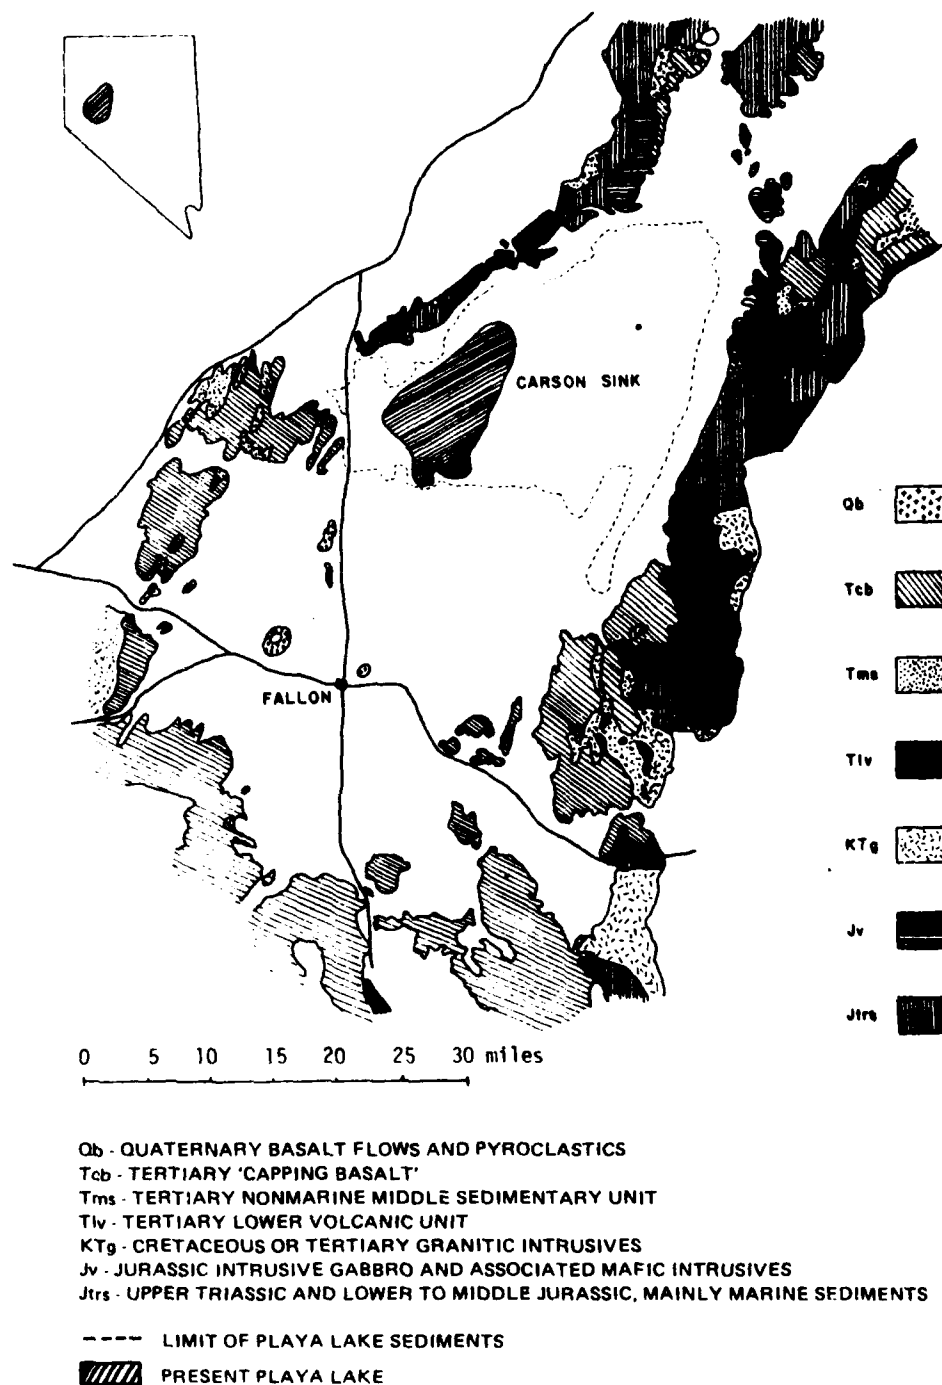 CARSON SINK
FALLON
Qb
Tcb
Tms
Tlv
KTg
Jv
Jtrs
0 5 10 15 20 25 30 miles
Qb - QUATERNARY BASALT FLOWS AND PYROCLASTICS
Tcb - TERTIARY 'CAPPING BASALT'
Tms - TERTIARY NONMARINE MIDDLE SEDIMENTARY UNIT
Tlv - TERTIARY LOWER VOLCANIC UNIT
KTg - CRETACEOUS OR TERTIARY GRANITIC INTRUSIVES
Jv - JURASSIC INTRUSIVE GABBRO AND ASSOCIATED MAFIC INTRUSIVES
Jtrs - UPPER TRIASSIC AND LOWER TO MIDDLE JURASSIC, MAINLY MARINE SEDIMENTS
LIMIT OF PLAYA LAKE SEDIMENTS
PRESENT PLAYA LAKE